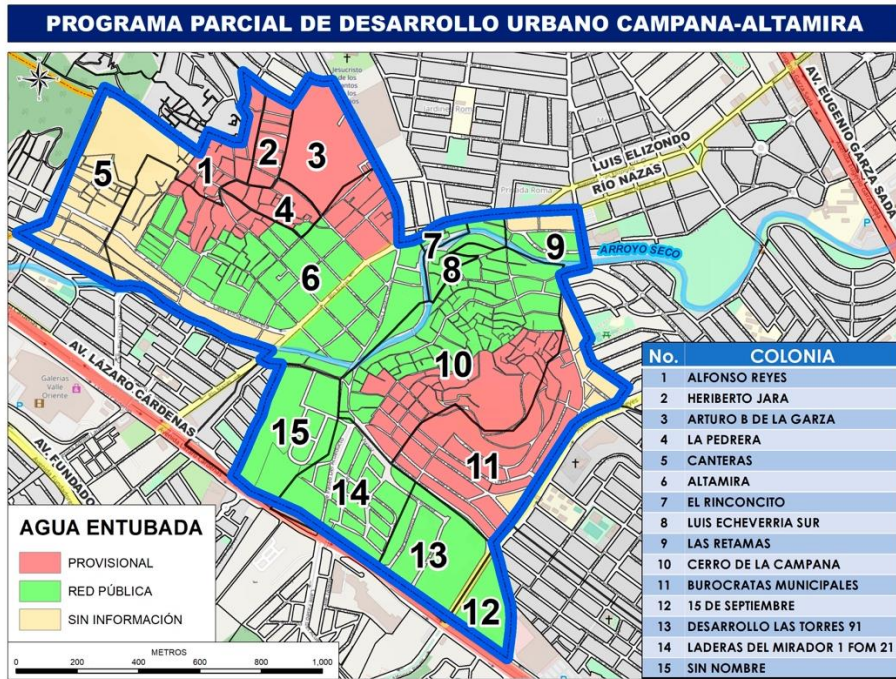 PROGRAMA PARCIAL DE DESARROLLO URBANO CAMPANA-ALTAMIRA
Jesucristo
de los
LUIS ELIZONDO
RÍO NAZAS
AV. EUGENIO GARZA SADA
ARROYO SECO
1
2
3
4
5
6
7
8
9
10
11
12
13
14
15
AV. LÁZARO CÁRDENAS
Galerías
Valle
Oriente
AV. FUNDADO
P
P
AGUA ENTUBADA
PROVISIONAL
RED PÚBLICA
SIN INFORMACIÓN
METROS
0 200 400 600 800 1,000
No. COLONIA
1 ALFONSO REYES
2 HERIBERTO JARA
3 ARTURO B DE LA GARZA
4 LA PEDRERA
5 CANTERAS
6 ALTAMIRA
7 EL RINCONCITO
8 LUIS ECHEVERRIA SUR
9 LAS RETAMAS
10 CERRO DE LA CAMPANA
11 BUROCRATAS MUNICIPALES
12 15 DE SEPTIEMBRE
13 DESARROLLO LAS TORRES 91
14 LADERAS DEL MIRADOR 1 FOM 21
15 SIN NOMBRE